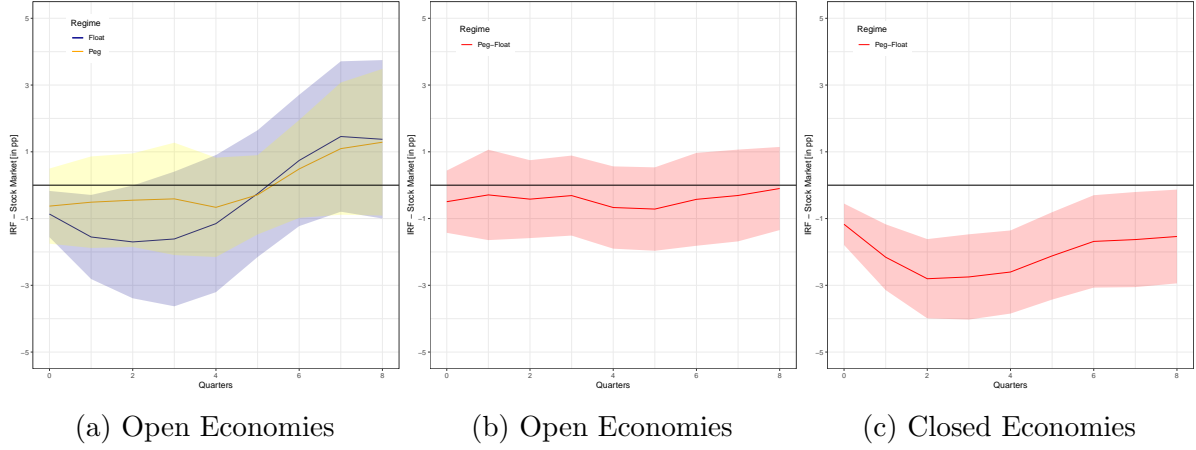 Regime
Float
Peg
5
3
1
−1
−3
−5
IRF − Stock Market [in pp]
0
2
4
6
8
Quarters
(a) Open Economies
Regime
Peg−Float
5
3
1
−1
−3
−5
IRF − Stock Market [in pp]
0
2
4
6
8
Quarters
(b) Open Economies
Regime
Peg−Float
5
3
1
−1
−3
−5
IRF − Stock Market [in pp]
0
2
4
6
8
Quarters
(c) Closed Economies